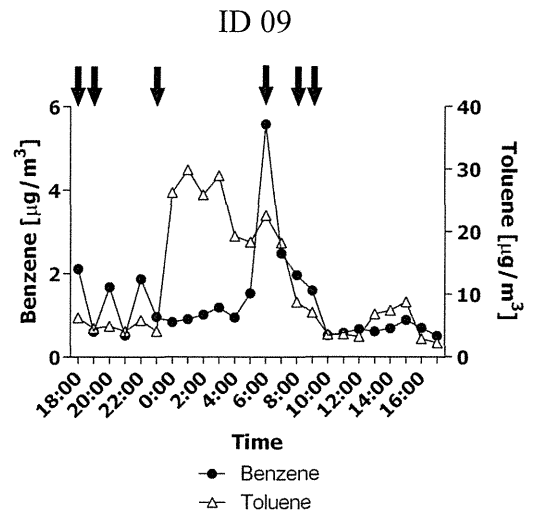 ID 09
6
4
2
0
Benzene [µg/m³]
40
30
20
10
0
Toluene [µg/m³]
18:00 20:00 22:00 0:00 2:00 4:00 6:00 8:00 10:00 12:00 14:00 16:00
Time
Benzene
Toluene